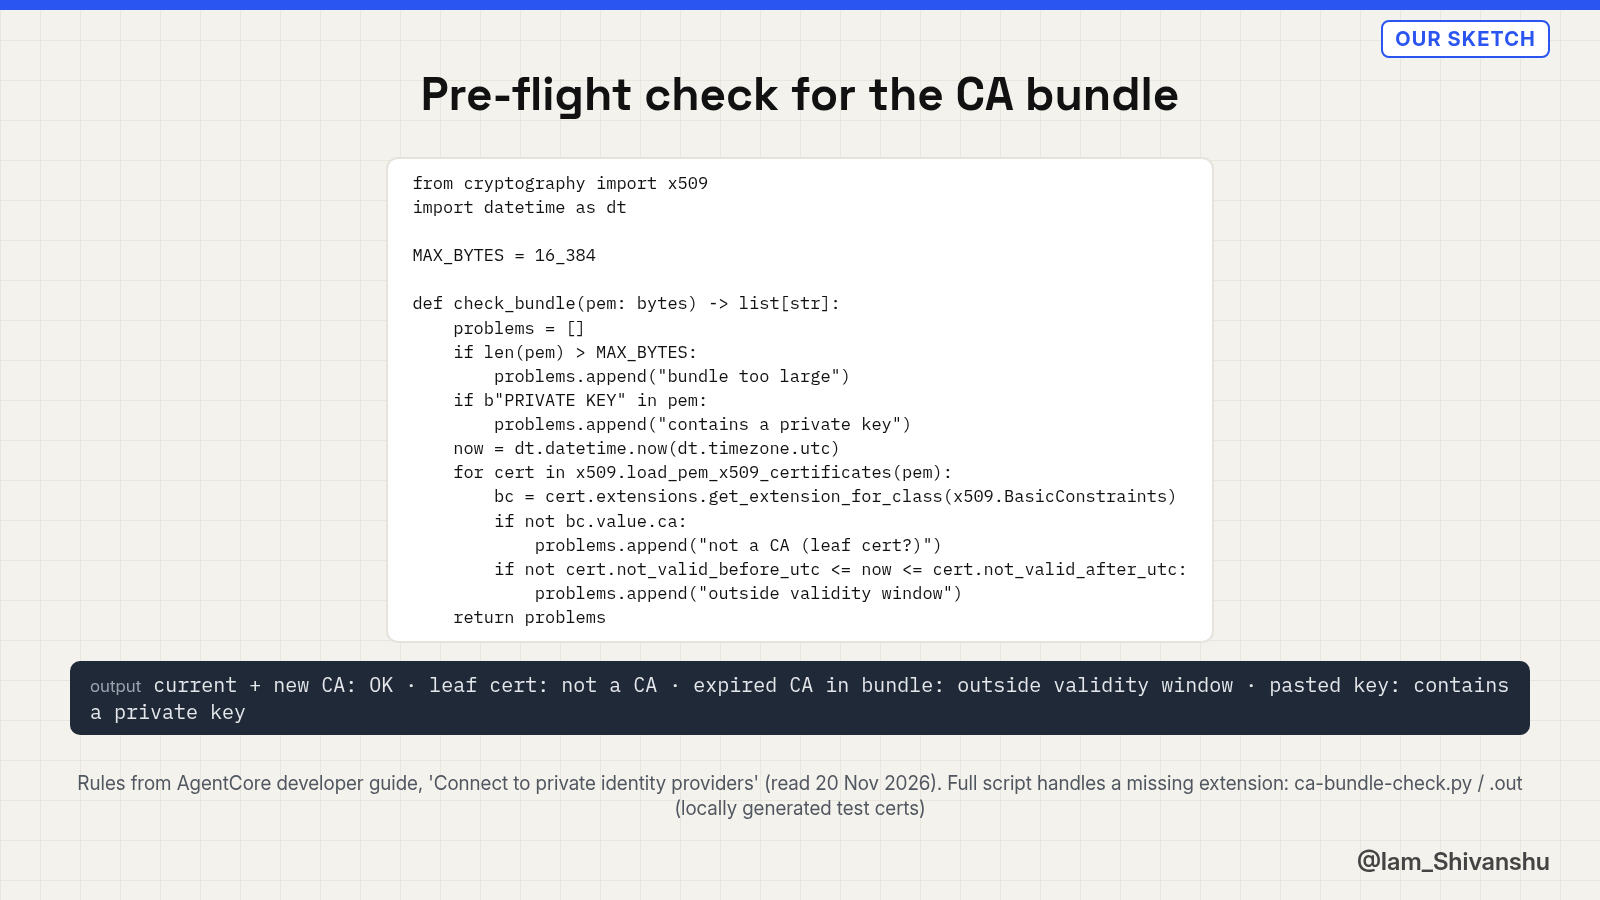 OUR SKETCH
Pre-flight check for the CA bundle
from cryptography import x509
import datetime as dt
MAX_BYTES = 16_384
def check_bundle(pem: bytes) -> list[str]:
    problems = []
    if len(pem) > MAX_BYTES:
        problems.append("bundle too large")
    if b"PRIVATE KEY" in pem:
        problems.append("contains a private key")
    now = dt.datetime.now(dt.timezone.utc)
    for cert in x509.load_pem_x509_certificates(pem):
        bc = cert.extensions.get_extension_for_class(x509.BasicConstraints)
        if not bc.value.ca:
            problems.append("not a CA (leaf cert?)")
        if not cert.not_valid_before_utc <= now <= cert.not_valid_after_utc:
            problems.append("outside validity window")
    return problems
output current + new CA: OK · leaf cert: not a CA · expired CA in bundle: outside validity window · pasted key: contains
a private key
Rules from AgentCore developer guide, 'Connect to private identity providers' (read 20 Nov 2026). Full script handles a missing extension: ca-bundle-check.py / .out
(locally generated test certs)
@Iam_Shivanshu